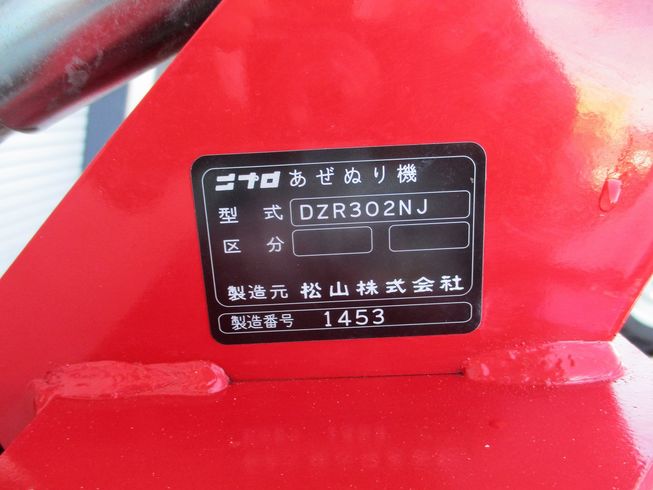 ニプロ あぜぬり機
型式 DZR302NJ
区分
製造元 松山株式会社
製造番号 1453